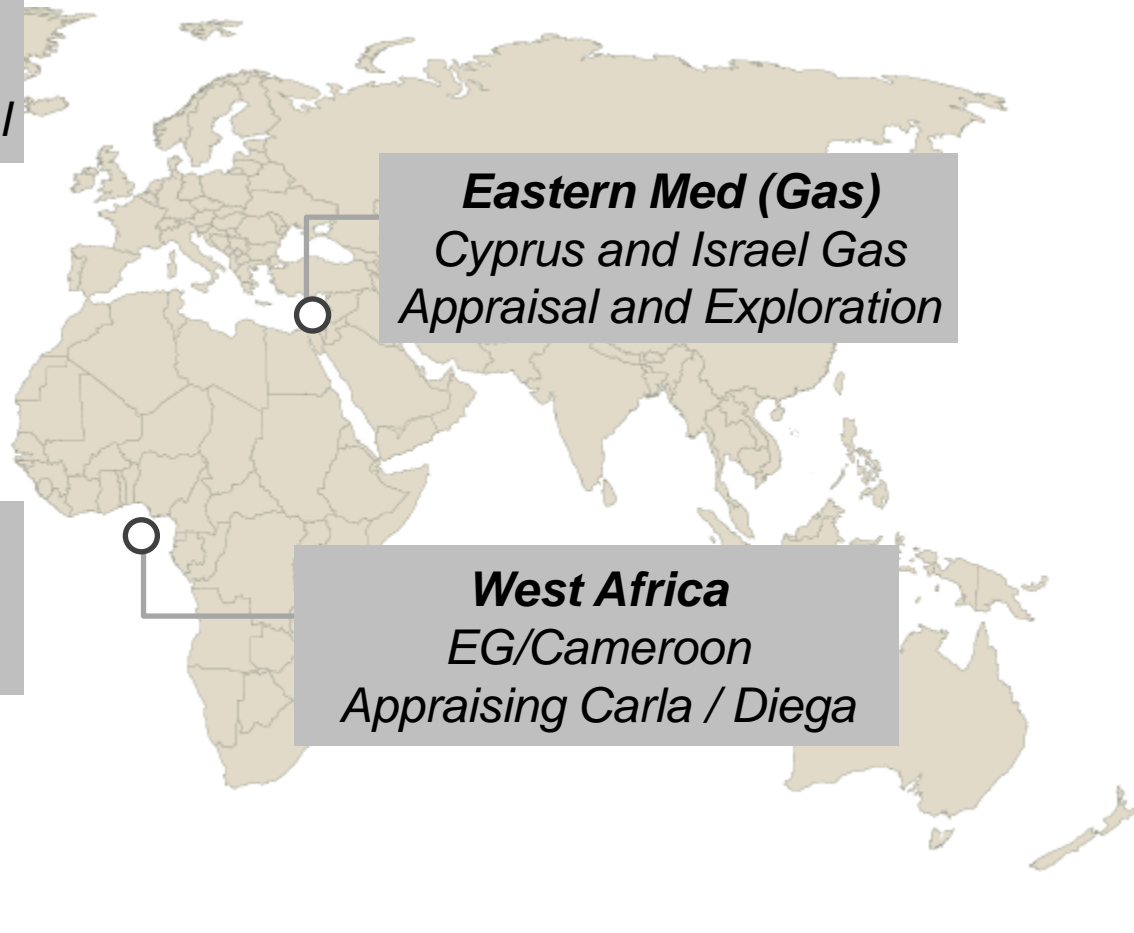 Eastern Med (Gas)
Cyprus and Israel Gas
Appraisal and Exploration
West Africa
EG/Cameroon
Appraising Carla / Diega